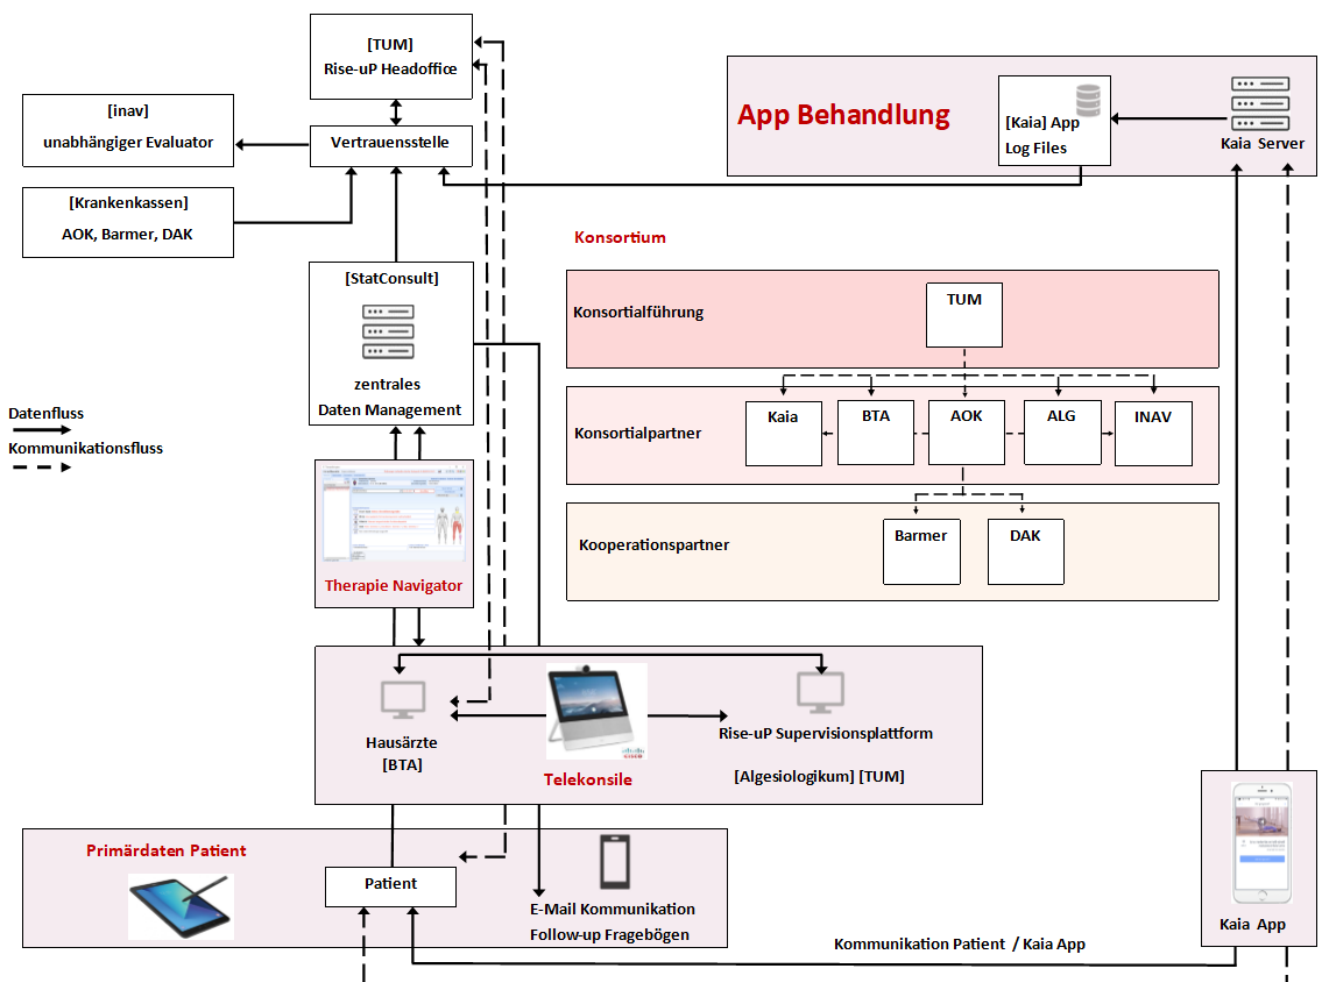 [TUM]
Rise-uP Headoffice
[inav]
unabhängiger Evaluator
Vertrauensstelle
[Krankenkassen]
AOK, Barmer, DAK
App Behandlung
[Kaia] App
Log Files
Kaia Server
[StatConsult]
zentrales
Daten Management
Datenfluss
Kommunikationsfluss
Therapie Navigator
Konsortium
Konsortialführung
TUM
Konsortialpartner
Kaia
BTA
AOK
ALG
INAV
Kooperationspartner
Barmer
DAK
Hausärzte
[BTA]
CISCO
Telekonsile
Rise-uP Supervisionsplattform
[Algesiologikum] [TUM]
Primärdaten Patient
Patient
E-Mail Kommunikation
Follow-up Fragebögen
Kommunikation Patient / Kaia App
Kaia App